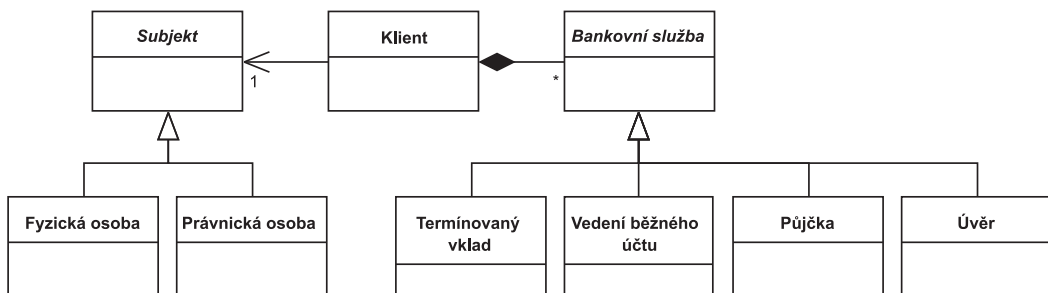 Subjekt
Klient
Bankovní služba
1
*
Fyzická osoba
Právnická osoba
Termínovaný
vklad
Vedení běžného
účtu
Půjčka
Úvěr